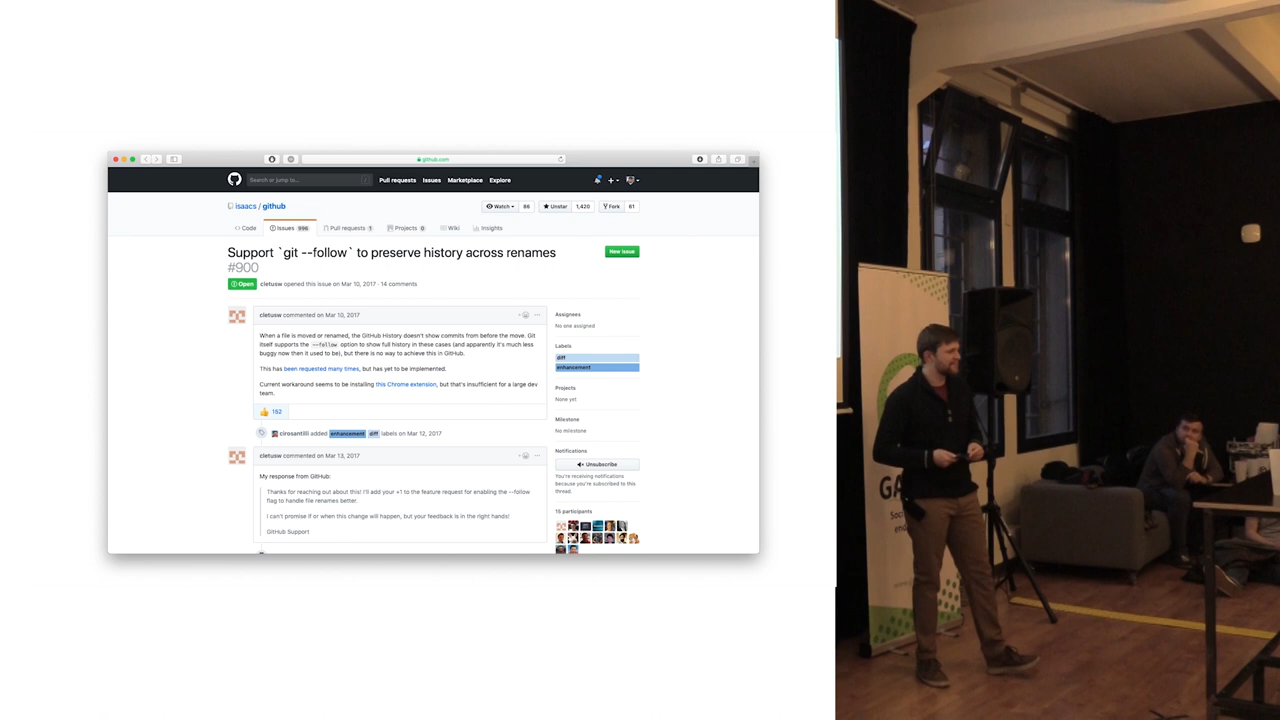 github.com
Search or jump to... /
Pull requests Issues Marketplace Explore
isaacs / github
Watch 86 Unstar 1,420 Fork 61
Code Issues 996 Pull requests 1 Projects 0 Wiki Insights
Support `git --follow` to preserve history across renames
#900
New issue
Open cletusw opened this issue on Mar 10, 2017 · 14 comments
cletusw commented on Mar 10, 2017
When a file is moved or renamed, the GitHub History doesn't show commits from before the move. Git
itself supports the --follow option to show full history in these cases (and apparently it's much less
buggy now then it used to be), but there is no way to achieve this in GitHub.
This has been requested many times, but has yet to be implemented.
Current workaround seems to be installing this Chrome extension, but that's insufficient for a large dev
team.
152
cirosantilli added enhancement diff labels on Mar 12, 2017
cletusw commented on Mar 13, 2017
My response from GitHub:
Thanks for reaching out about this! I'll add your +1 to the feature request for enabling the --follow
flag to handle file renames better.
I can't promise if or when this change will happen, but your feedback is in the right hands!
GitHub Support
Assignees
No one assigned
Labels
diff
enhancement
Projects
None yet
Milestone
No milestone
Notifications
Unsubscribe
You're receiving notifications
because you're subscribed to this
thread.
15 participants
GA